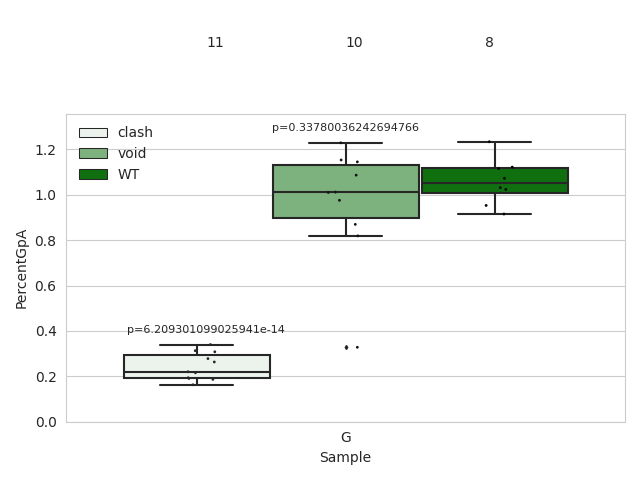 11 10 8
clash
void
WT
p=0.33780036242694766
p=6.209301099025941e-14
1.2
1.0
0.8
0.6
0.4
0.2
0.0
PercentGpA
G
Sample